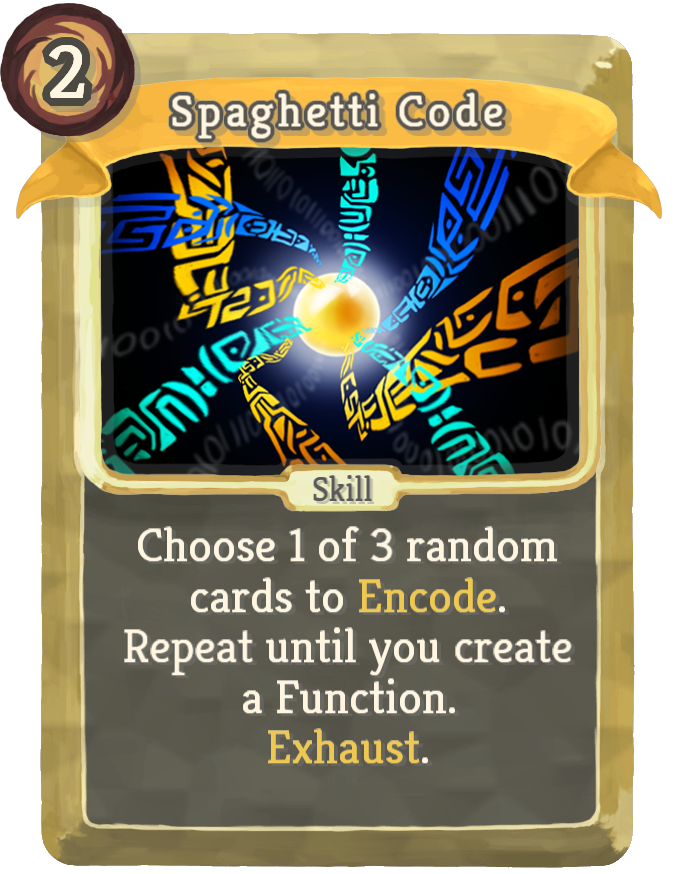 2
Spaghetti Code
Skill
Choose 1 of 3 random
cards to Encode.
Repeat until you create
a Function.
Exhaust.